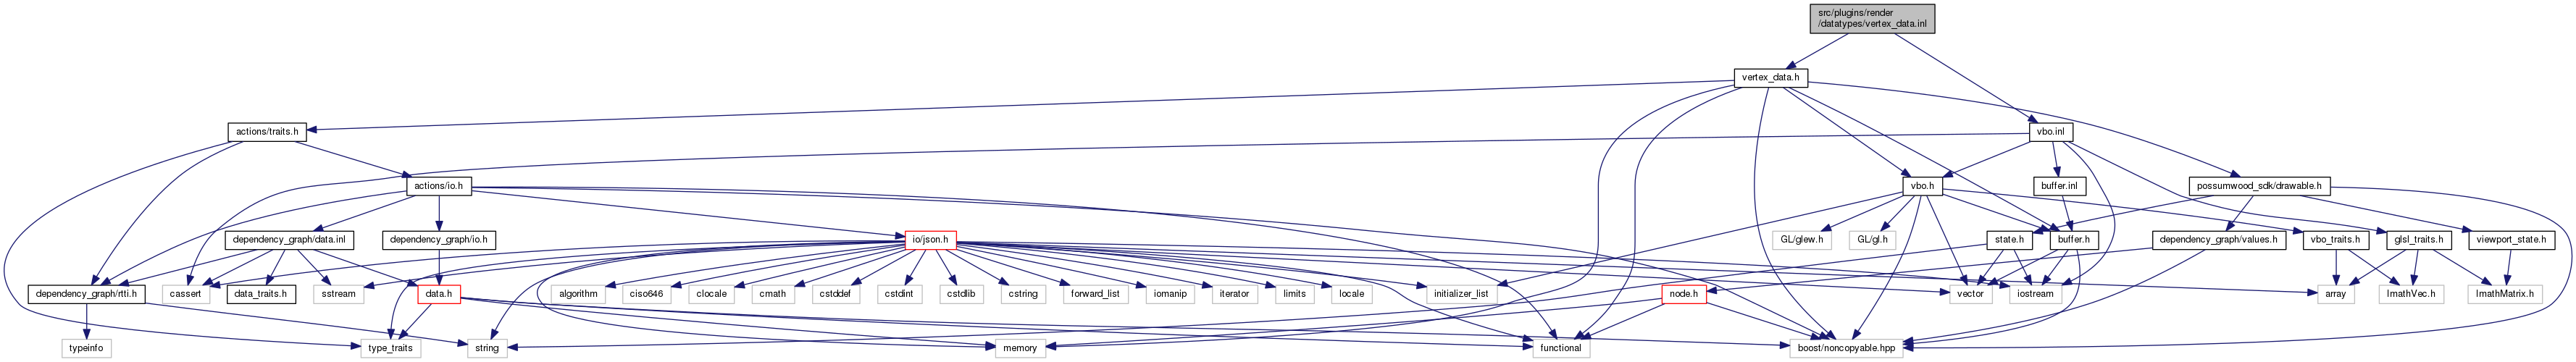 src/plugins/render
/datatypes/vertex_data.inl
vertex_data.h
actions/traits.h
vbo.inl
actions/io.h
vbo.h
buffer.inl
possumwood_sdk/drawable.h
dependency_graph/data.inl
dependency_graph/io.h
io/json.h
GL/glew.h
GL/gl.h
state.h
buffer.h
dependency_graph/values.h
vbo_traits.h
glsl_traits.h
viewport_state.h
dependency_graph/rtti.h
cassert
data_traits.h
sstream
data.h
algorithm
ciso646
clocale
cmath
cstddef
cstdint
cstdlib
cstring
forward_list
iomanip
iterator
limits
locale
initializer_list
node.h
vector
iostream
array
ImathVec.h
ImathMatrix.h
typeinfo
type_traits
string
memory
functional
boost/noncopyable.hpp